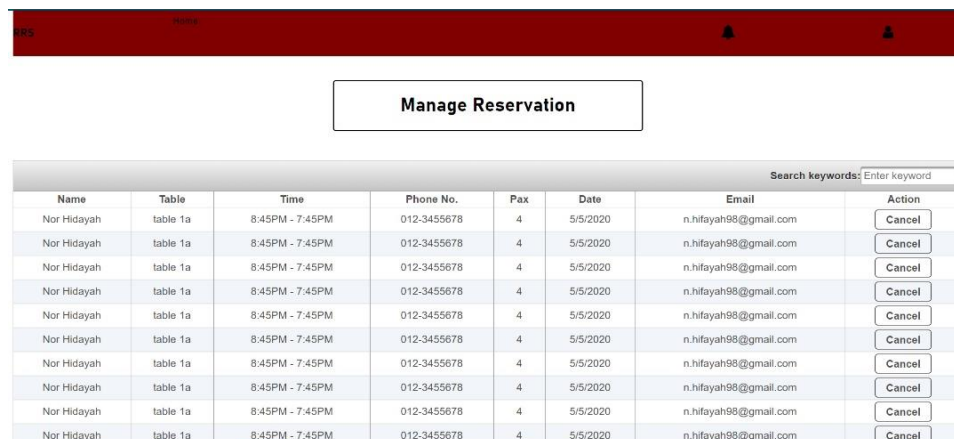 Home
RRS
Manage Reservation
Search keywords: Enter keyword
Name Table Time Phone No. Pax Date Email Action
Nor Hidayah table 1a 8:45PM - 7:45PM 012-3455678 4 5/5/2020 n.hifayah98@gmail.com Cancel
Nor Hidayah table 1a 8:45PM - 7:45PM 012-3455678 4 5/5/2020 n.hifayah98@gmail.com Cancel
Nor Hidayah table 1a 8:45PM - 7:45PM 012-3455678 4 5/5/2020 n.hifayah98@gmail.com Cancel
Nor Hidayah table 1a 8:45PM - 7:45PM 012-3455678 4 5/5/2020 n.hifayah98@gmail.com Cancel
Nor Hidayah table 1a 8:45PM - 7:45PM 012-3455678 4 5/5/2020 n.hifayah98@gmail.com Cancel
Nor Hidayah table 1a 8:45PM - 7:45PM 012-3455678 4 5/5/2020 n.hifayah98@gmail.com Cancel
Nor Hidayah table 1a 8:45PM - 7:45PM 012-3455678 4 5/5/2020 n.hifayah98@gmail.com Cancel
Nor Hidayah table 1a 8:45PM - 7:45PM 012-3455678 4 5/5/2020 n.hifayah98@gmail.com Cancel
Nor Hidayah table 1a 8:45PM - 7:45PM 012-3455678 4 5/5/2020 n.hifayah98@gmail.com Cancel
Nor Hidayah table 1a 8:45PM - 7:45PM 012-3455678 4 5/5/2020 n.hifayah98@gmail.com Cancel